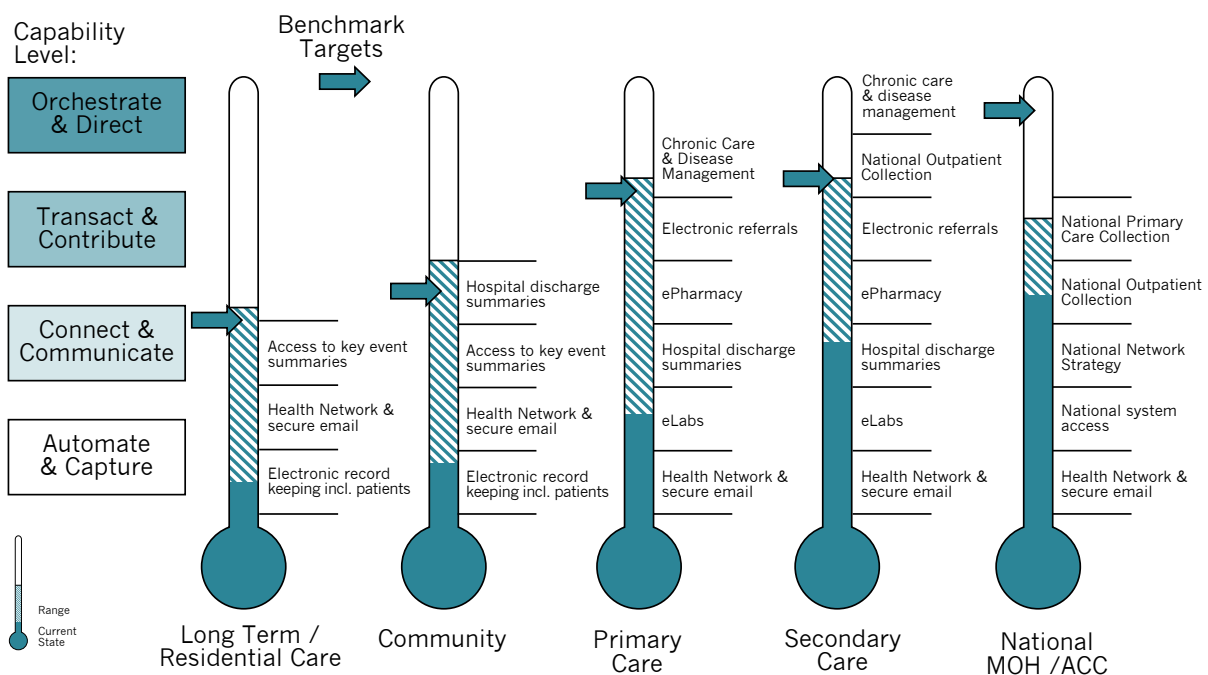 Capability
Level:
Benchmark
Targets
Orchestrate
& Direct
Transact &
Contribute
Connect &
Communicate
Automate
& Capture
Range
Current
State
Access to key event
summaries
Health Network &
secure email
Electronic record
keeping incl. patients
Long Term /
Residential Care
Hospital discharge
summaries
Access to key event
summaries
Health Network &
secure email
Electronic record
keeping incl. patients
Community
Chronic Care
& Disease
Management
Electronic referrals
ePharmacy
Hospital discharge
summaries
eLabs
Health Network &
secure email
Primary
Care
Chronic care
& disease
management
National Outpatient
Collection
Electronic referrals
ePharmacy
Hospital discharge
summaries
eLabs
Health Network &
secure email
Secondary
Care
National Primary
Care Collection
National Outpatient
Collection
National Network
Strategy
National system
access
Health Network &
secure email
National
MOH /ACC